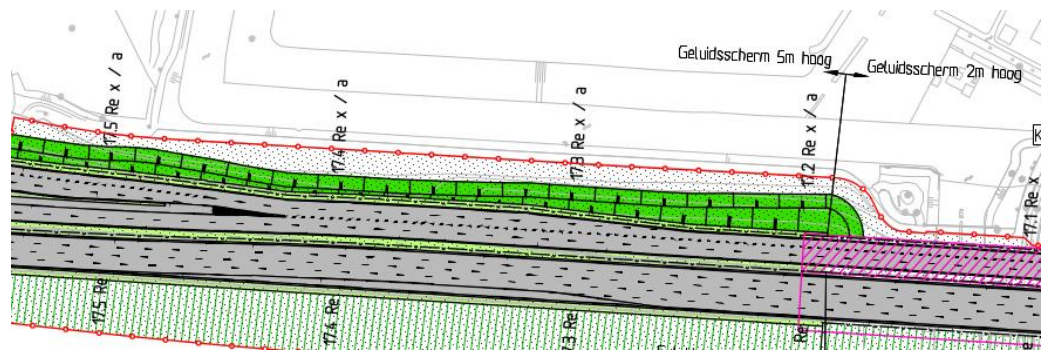 Geluidsscherm 5m hoog
Geluidsscherm 2m hoog
17.5 Re x / a
17.4 Re x / a
17.3 Re x / a
17.2 Re x / a
17.1 Re x
K
17.5 Re
17.4 Re
17.3 Re
Re